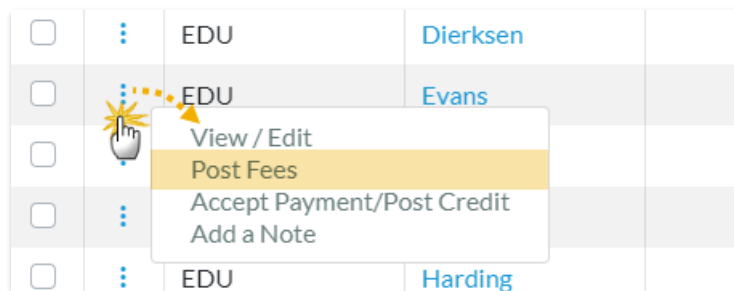 EDU Dierksen
EDU Evans
View / Edit
Post Fees
Accept Payment/Post Credit
Add a Note
EDU Harding